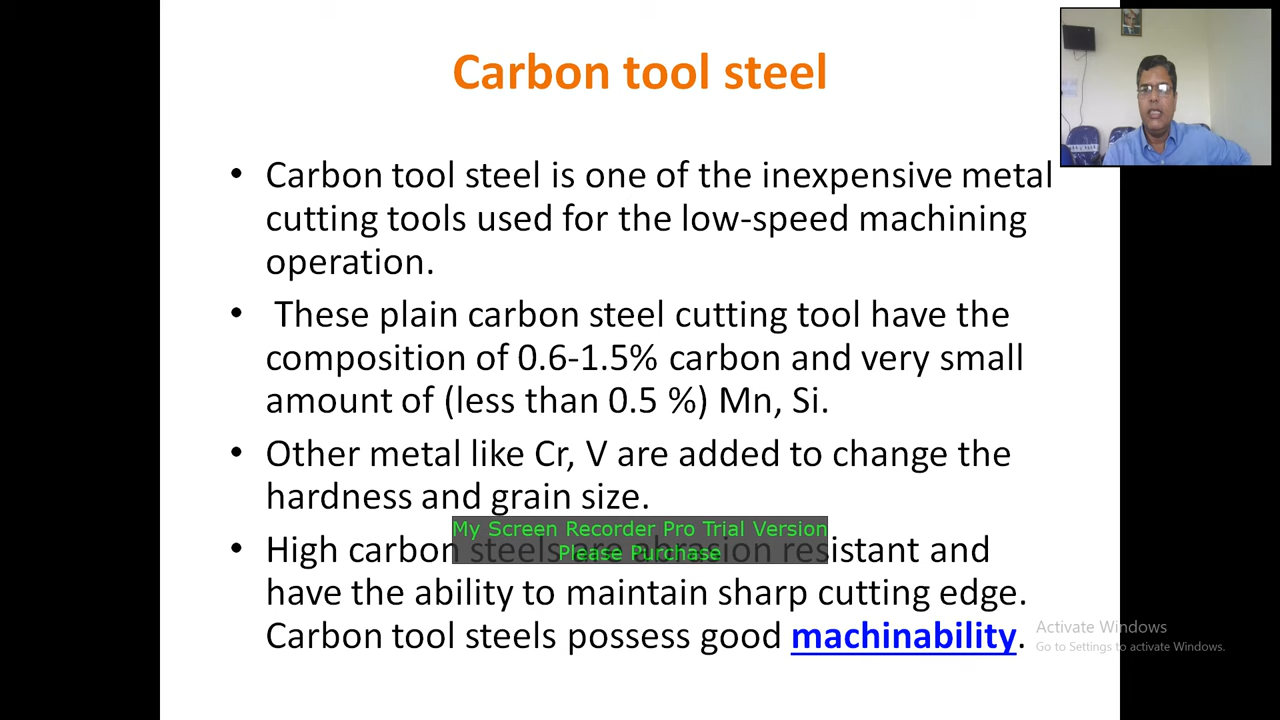 Carbon tool steel
• Carbon tool steel is one of the inexpensive metal
cutting tools used for the low-speed machining
operation.
• These plain carbon steel cutting tool have the
composition of 0.6-1.5% carbon and very small
amount of (less than 0.5 %) Mn, Si.
• Other metal like Cr, V are added to change the
hardness and grain size.
My Screen Recorder Pro Trial Version
Please Purchase
• High carbon steels are abrasion resistant and
have the ability to maintain sharp cutting edge.
Carbon tool steels possess good machinability.
Activate Windows
Go to Settings to activate Windows.